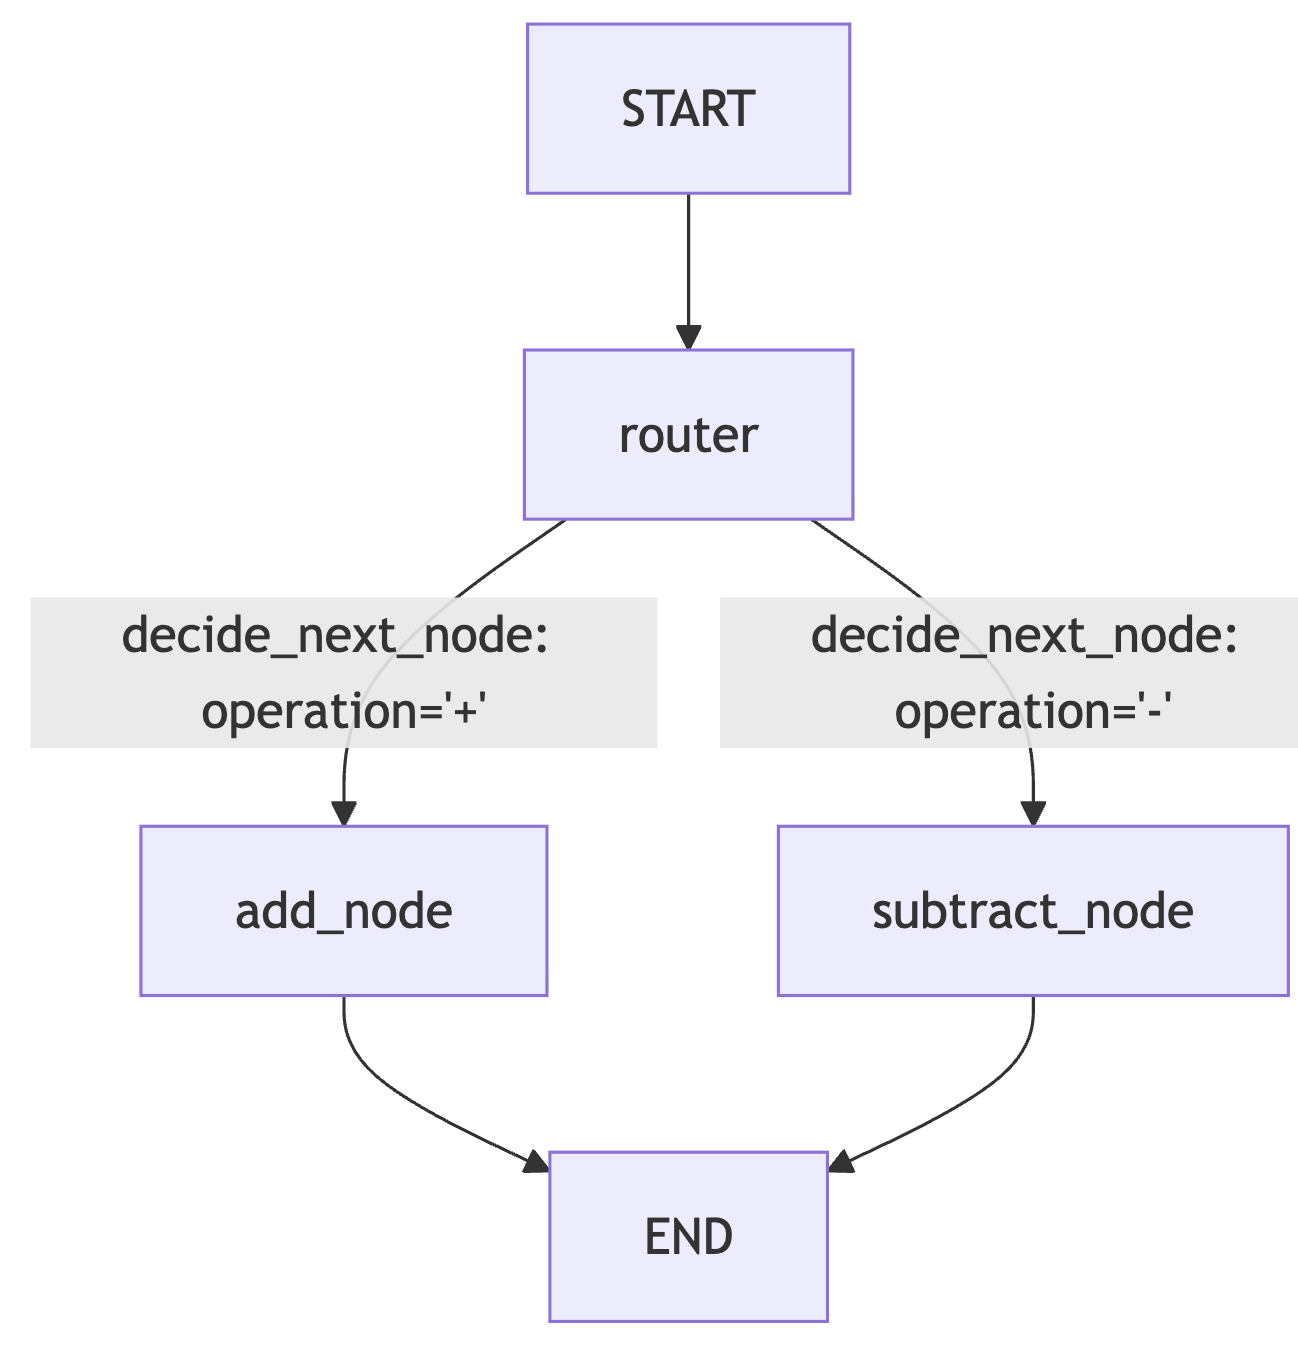 START
router
decide_next_node:
operation='+'
decide_next_node:
operation='-'
add_node
subtract_node
END